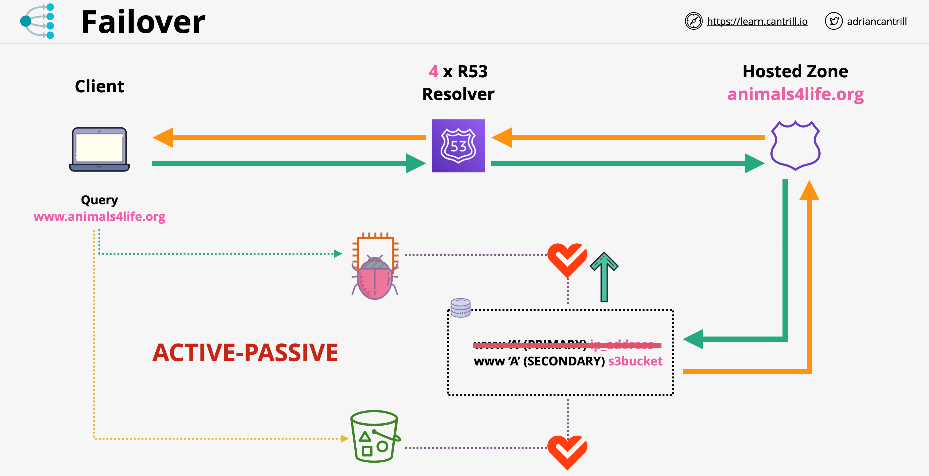 Failover
https://learn.cantrill.io
adriancantrill
Client
4 x R53
Resolver
Hosted Zone
animals4life.org
53
Query
www.animals4life.org
ACTIVE-PASSIVE
www ‘A’ (PRIMARY) ip_address
www ‘A’ (SECONDARY) s3bucket